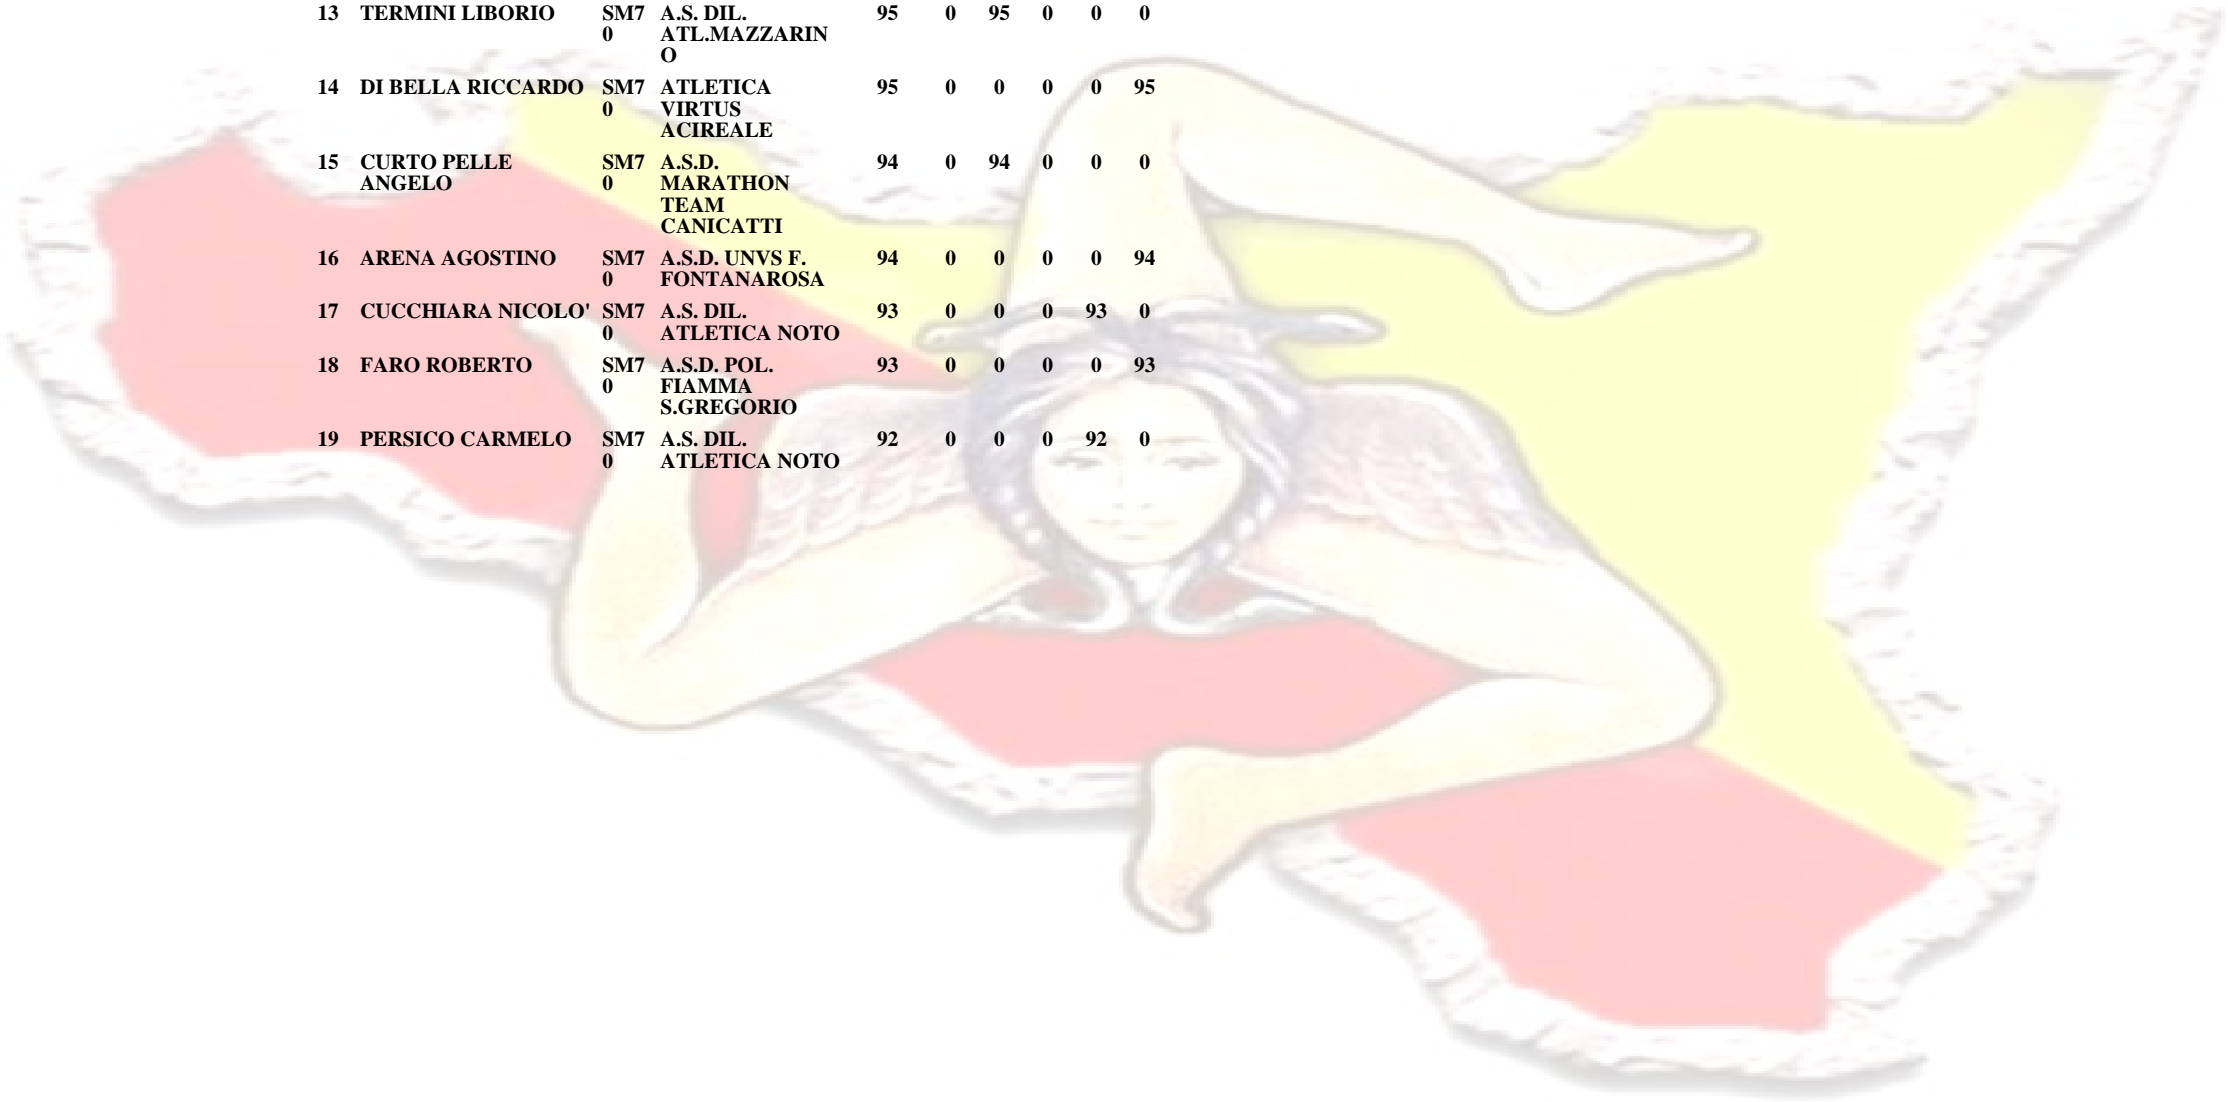 13 TERMINI LIBORIO SM7 A.S. DIL. 95 0 95 0 0 0
0 ATL.MAZZARIN
O
14 DI BELLA RICCARDO SM7 ATLETICA 95 0 0 0 0 95
0 VIRTUS
ACIREALE
15 CURTO PELLE SM7 A.S.D. 94 0 94 0 0 0
ANGELO 0 MARATHON
TEAM
CANICATTI
16 ARENA AGOSTINO SM7 A.S.D. UNVS F. 94 0 0 0 0 94
0 FONTANAROSA
17 CUCCHIARA NICOLO' SM7 A.S. DIL. 93 0 0 0 93 0
0 ATLETICA NOTO
18 FARO ROBERTO SM7 A.S.D. POL. 93 0 0 0 0 93
0 FIAMMA
S.GREGORIO
19 PERSICO CARMELO SM7 A.S. DIL. 92 0 0 0 92 0
0 ATLETICA NOTO